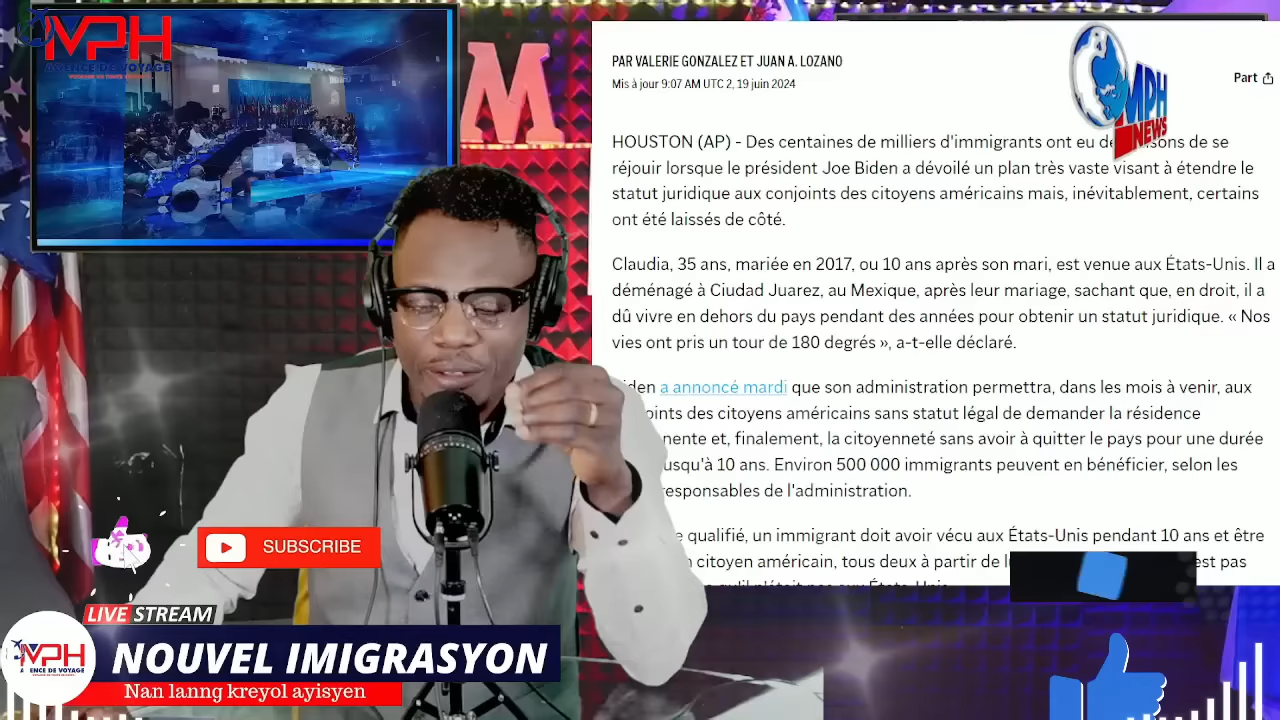 MPH
AGENCE DE VOYAGE
M
PAR VALERIE GONZALEZ ET JUAN A. LOZANO
Mis à jour 9:07 AM UTC 2, 19 juin 2024
Part
MPH
NEWS
HOUSTON (AP) - Des centaines de milliers d'immigrants ont eu de de se
réjouir lorsque le président Joe Biden a dévoilé un plan très vaste visant à étendre le
statut juridique aux conjoints des citoyens américains mais, inévitablement, certains
ont été laissés de côté.
Claudia, 35 ans, mariée en 2017, ou 10 ans après son mari, est venue aux États-Unis. Il a
déménagé à Ciudad Juarez, au Mexique, après leur mariage, sachant que, en droit, il a
dû vivre en dehors du pays pendant des années pour obtenir un statut juridique. « Nos
vies ont pris un tour de 180 degrés », a-t-elle déclaré.
iden a annoncé mardi que son administration permettra, dans les mois à venir, aux
oints des citoyens américains sans statut légal de demander la résidence
nente et, finalement, la citoyenneté sans avoir à quitter le pays pour une durée
usqu'à 10 ans. Environ 500 000 immigrants peuvent en bénéficier, selon les
responsables de l'administration.
e qualifié, un immigrant doit avoir vécu aux États-Unis pendant 10 ans et être
citoyen américain, tous deux à partir de est pas
SUBSCRIBE
LIVE STREAM
MPH
AGENCE DE VOYAGE
NOUVEL IMIGRASYON
Nan lanng kreyol ayisyen